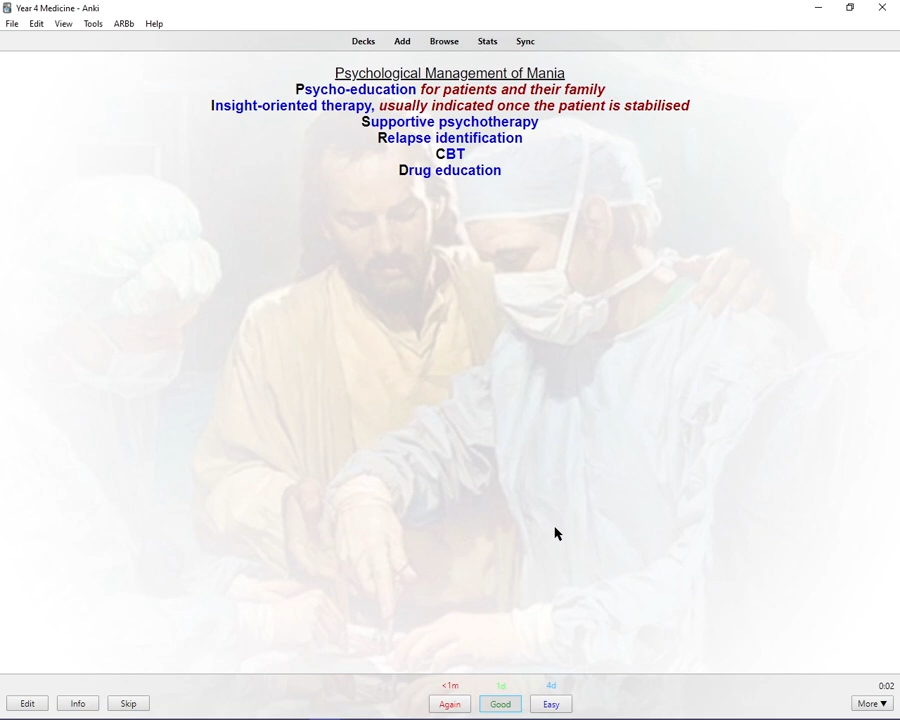 Year 4 Medicine - Anki
File Edit View Tools ARBb Help
Decks Add Browse Stats Sync
Psychological Management of Mania
Psycho-education for patients and their family
Insight-oriented therapy, usually indicated once the patient is stabilised
Supportive psychotherapy
Relapse identification
CBT
Drug education
<1m 1d 4d 0:02
Edit Info Skip Again Good Easy More ▼